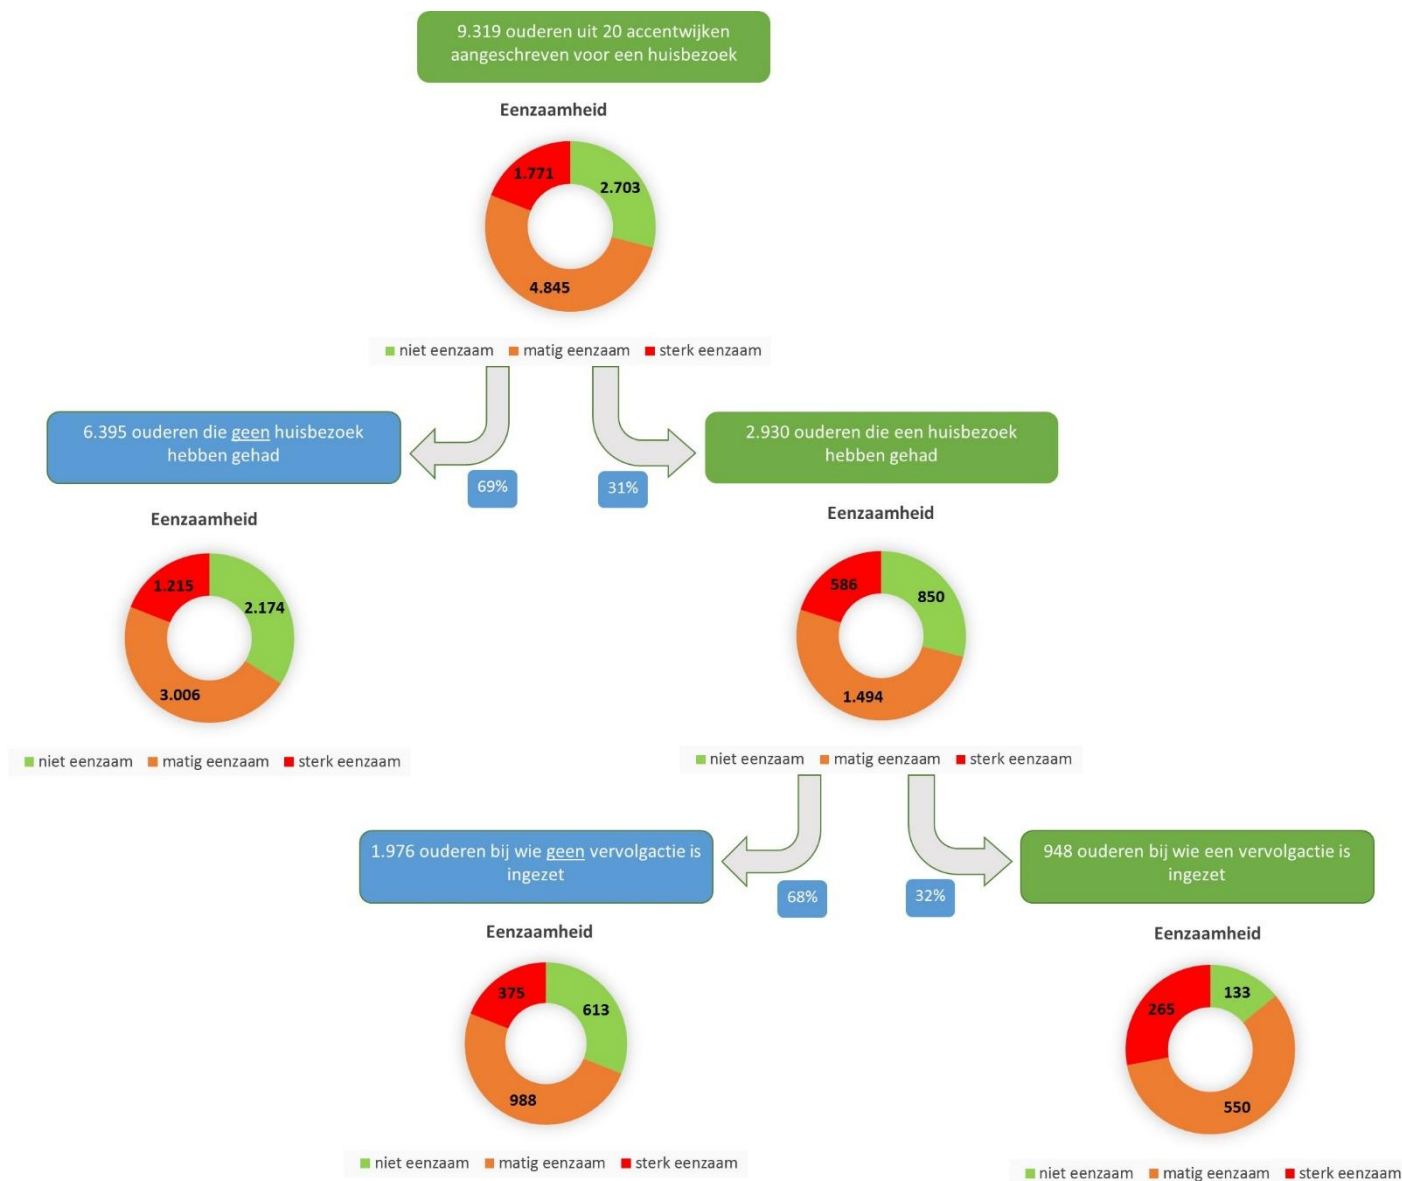 9.319 ouderen uit 20 accentwijken
aangeschreven voor een huisbezoek
Eenzaamheid
1.771
2.703
4.845
niet eenzaam matig eenzaam sterk eenzaam
6.395 ouderen die geen huisbezoek
hebben gehad
69%
31%
2.930 ouderen die een huisbezoek
hebben gehad
Eenzaamheid
1.215
2.174
3.006
niet eenzaam matig eenzaam sterk eenzaam
Eenzaamheid
586
850
1.494
niet eenzaam matig eenzaam sterk eenzaam
1.976 ouderen bij wie geen vervolgactie is
ingezet
68%
32%
948 ouderen bij wie een vervolgactie is
ingezet
Eenzaamheid
375
613
988
niet eenzaam matig eenzaam sterk eenzaam
Eenzaamheid
265
133
550
niet eenzaam matig eenzaam sterk eenzaam